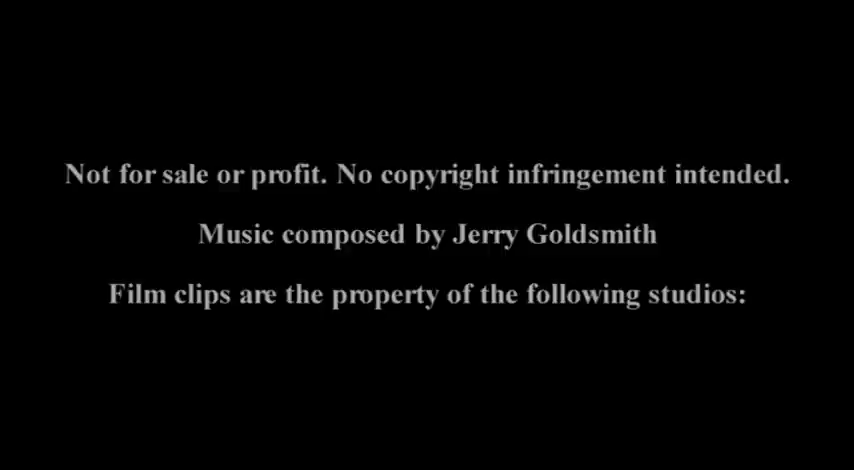 Not for sale or profit. No copyright infringement intended.
Music composed by Jerry Goldsmith
Film clips are the property of the following studios: